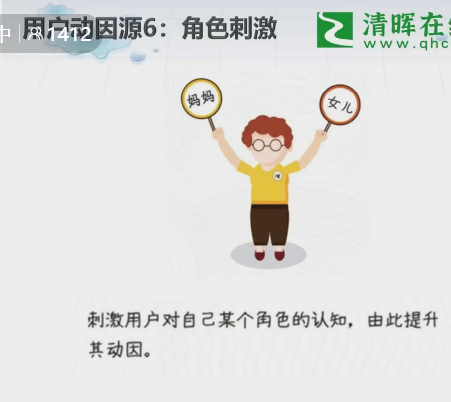 用户动因源6：角色刺激
中
1412
清晖在线
www.qhc
妈妈
女儿
刺激用户对自己某个角色的认知，由此提升
其动因。